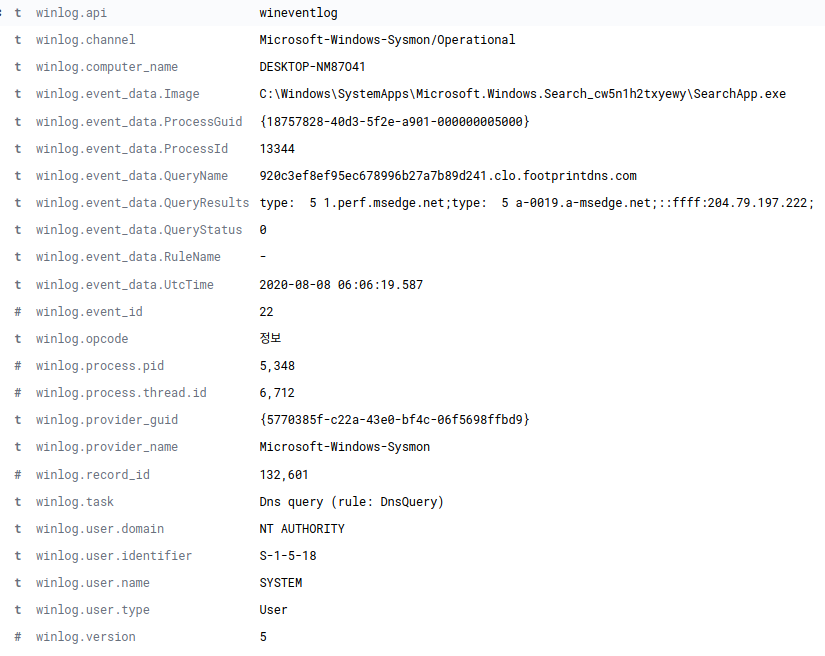 t winlog.api wineventlog
t winlog.channel Microsoft-Windows-Sysmon/Operational
t winlog.computer_name DESKTOP-NM87O41
t winlog.event_data.Image C:\Windows\SystemApps\Microsoft.Windows.Search_cw5n1h2txyewy\SearchApp.exe
t winlog.event_data.ProcessGuid {18757828-40d3-5f2e-a901-000000005000}
t winlog.event_data.ProcessId 13344
t winlog.event_data.QueryName 920c3ef8ef95ec678996b27a7b89d241.clo.footprintdns.com
t winlog.event_data.QueryResults type:  5 1.perf.msedge.net;type:  5 a-0019.a-msedge.net;::ffff:204.79.197.222;
t winlog.event_data.QueryStatus 0
t winlog.event_data.RuleName -
t winlog.event_data.UtcTime 2020-08-08 06:06:19.587
# winlog.event_id 22
t winlog.opcode 정보
# winlog.process.pid 5,348
# winlog.process.thread.id 6,712
t winlog.provider_guid {5770385f-c22a-43e0-bf4c-06f5698ffbd9}
t winlog.provider_name Microsoft-Windows-Sysmon
# winlog.record_id 132,601
t winlog.task Dns query (rule: DnsQuery)
t winlog.user.domain NT AUTHORITY
t winlog.user.identifier S-1-5-18
t winlog.user.name SYSTEM
t winlog.user.type User
# winlog.version 5